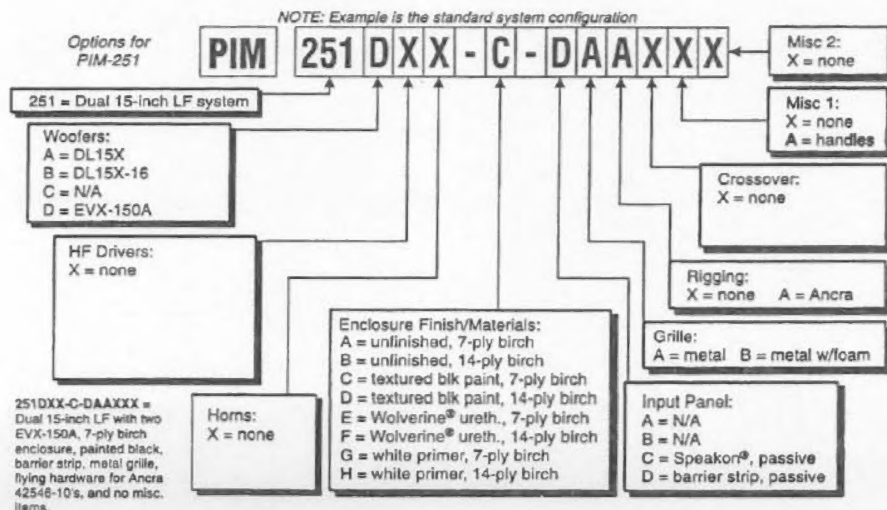 NOTE: Example is the standard system configuration
Options for
PIM-251
PIM 251DXX-C-DAAXXX
Misc 2:
X = none
251 = Dual 15-inch LF system
Misc 1:
X = none
A = handles
Woofers:
A = DL15X
B = DL15X-16
C = N/A
D = EVX-150A
Crossover:
X = none
HF Drivers:
X = none
Rigging:
X = none A = Ancra
Enclosure Finish/Materials:
A = unfinished, 7-ply birch
B = unfinished, 14-ply birch
C = textured blk paint, 7-ply birch
D = textured blk paint, 14-ply birch
E = Wolverine® ureth., 7-ply birch
F = Wolverine® ureth., 14-ply birch
G = white primer, 7-ply birch
H = white primer, 14-ply birch
Grille:
A = metal B = metal w/foam
251DXX-C-DAAXXX =
Dual 15-inch LF with two
EVX-150A, 7-ply birch
enclosure, painted black,
barrier strip, metal grille,
flying hardware for Ancra
42546-10's, and no misc.
items.
Horns:
X = none
Input Panel:
A = N/A
B = N/A
C = Speakon®, passive
D = barrier strip, passive